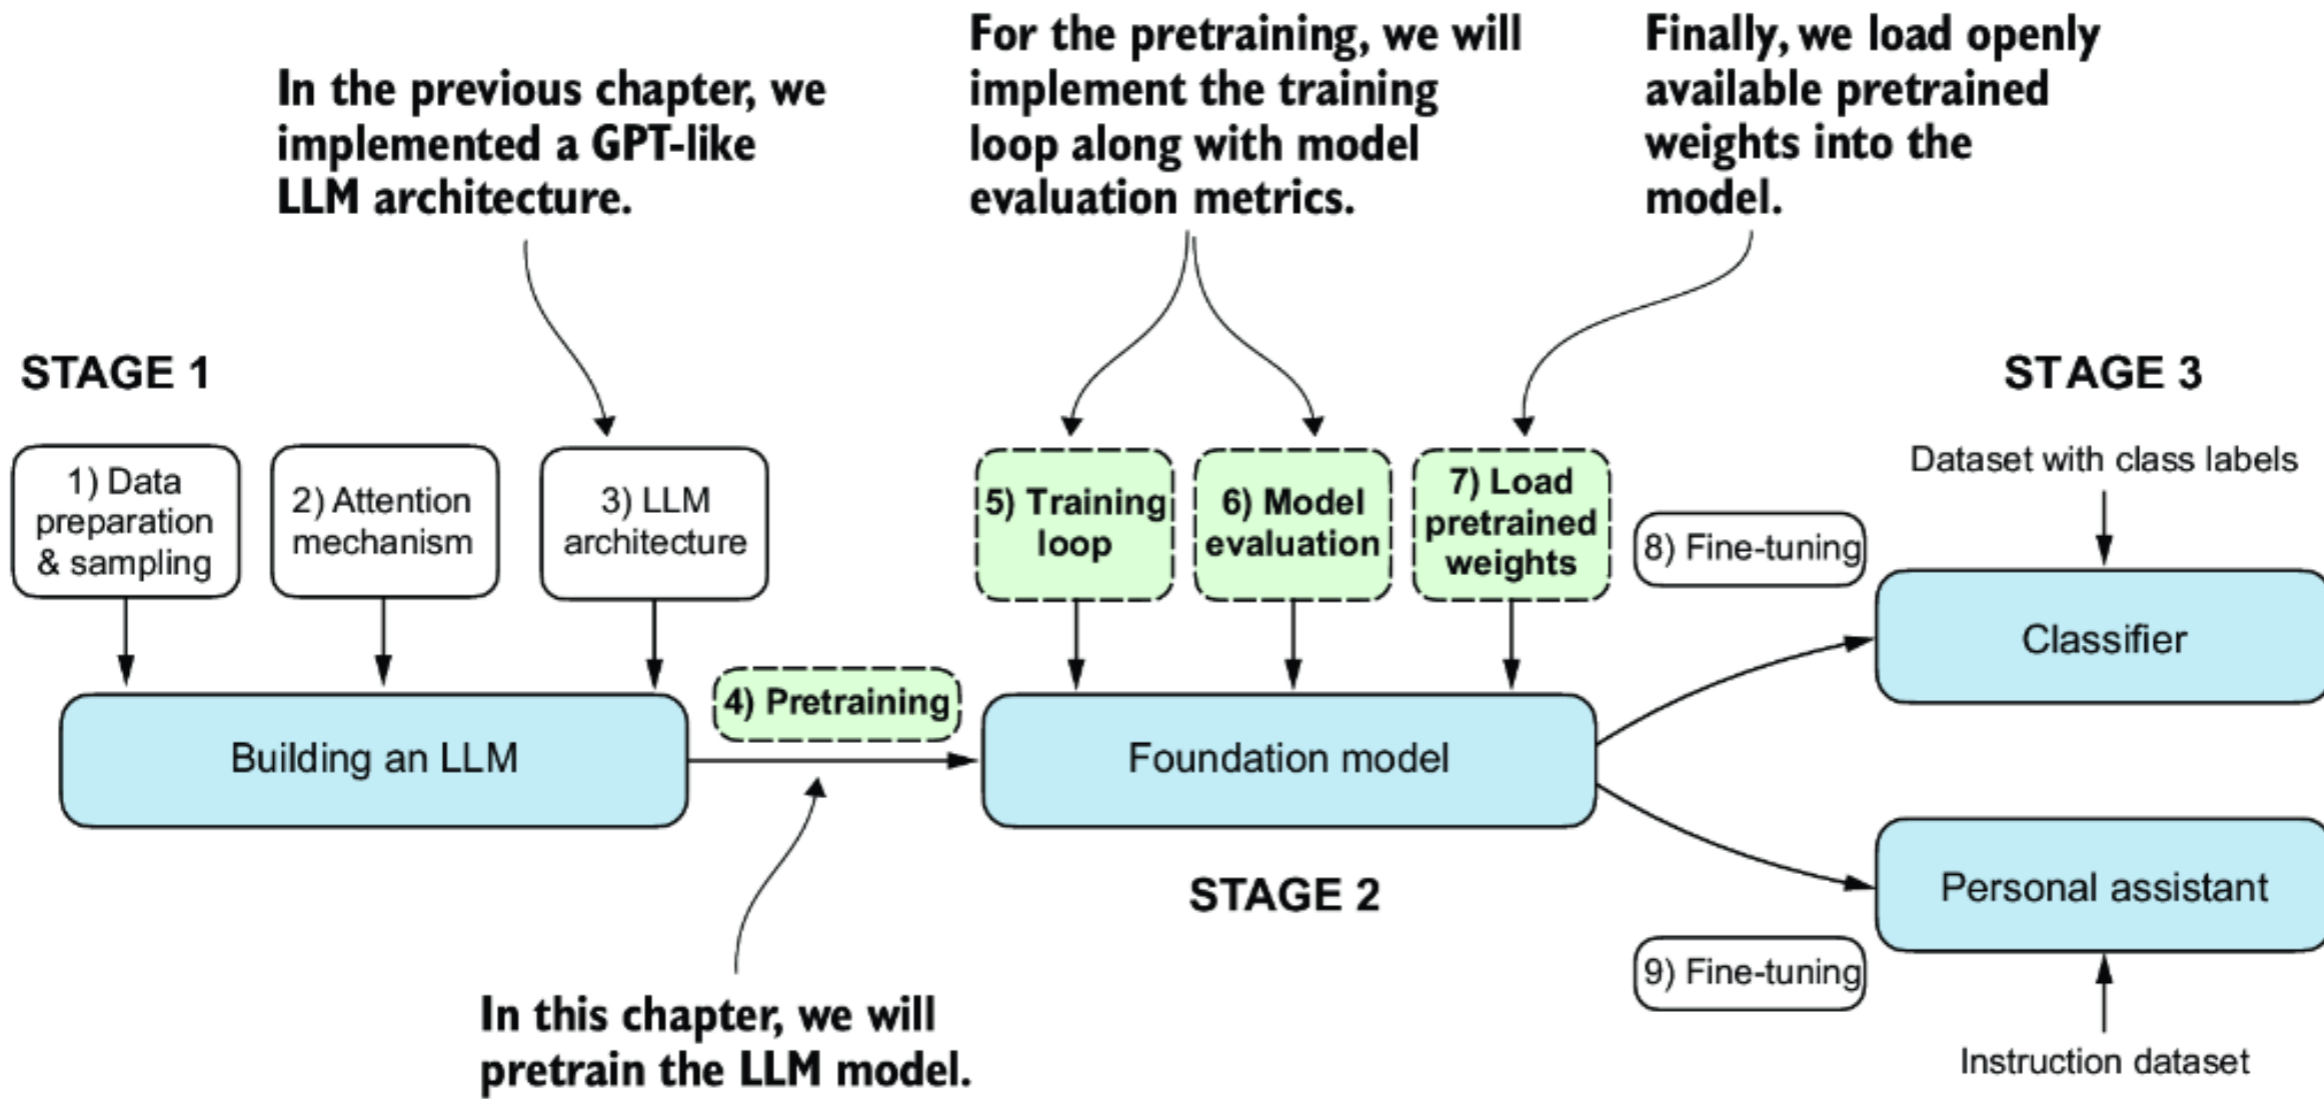 In the previous chapter, we
implemented a GPT-like
LLM architecture.
For the pretraining, we will
implement the training
loop along with model
evaluation metrics.
Finally, we load openly
available pretrained
weights into the
model.
STAGE 1
1) Data
preparation
& sampling
2) Attention
mechanism
3) LLM
architecture
4) Pretraining
Building an LLM
In this chapter, we will
pretrain the LLM model.
5) Training
loop
6) Model
evaluation
7) Load
pretrained
weights
Foundation model
STAGE 2
STAGE 3
Dataset with class labels
8) Fine-tuning
Classifier
Personal assistant
9) Fine-tuning
Instruction dataset